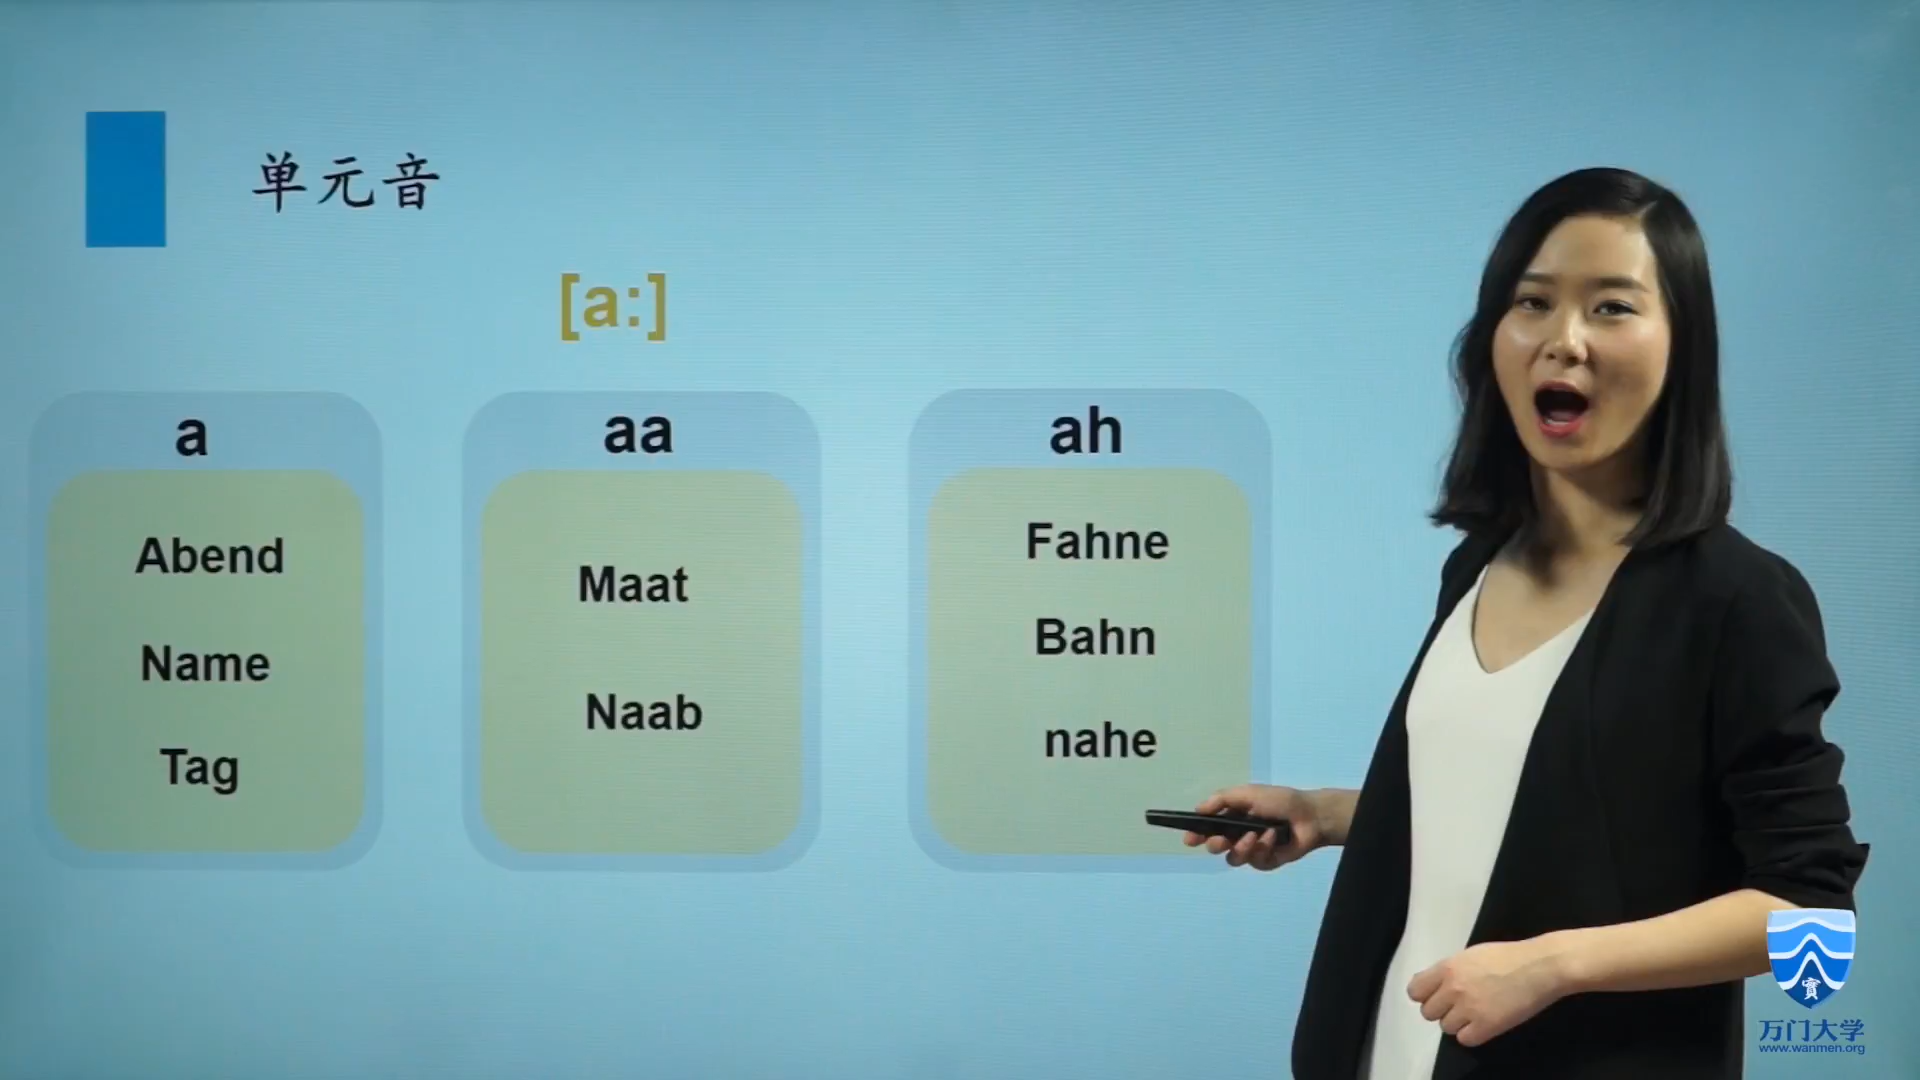 单元音
[a:]
a
Abend
Name
Tag
aa
Maat
Naab
ah
Fahne
Bahn
nahe
實
万门大学
www.wanmen.org